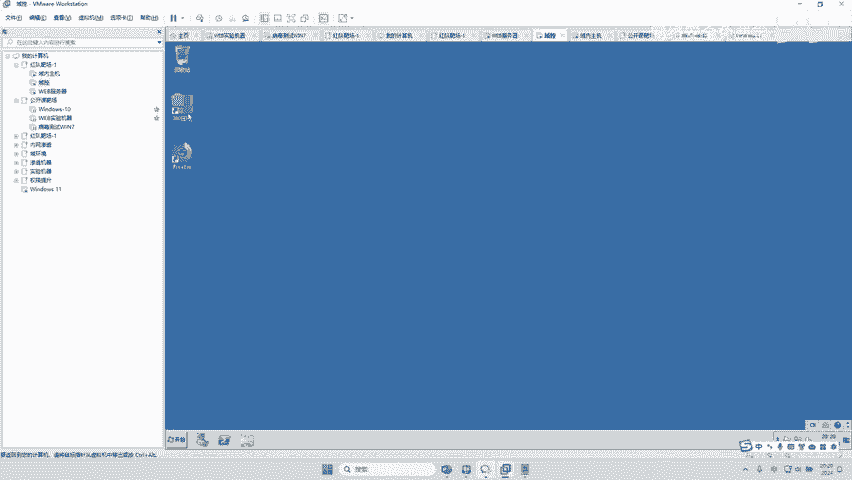 域控 - VMware Workstation
文件(F) 编辑(E) 查看(V) 虚拟机(M) 选项卡(T) 帮助(H)
主页 WEB实验机器 病毒测试WIN7 红队靶场-1 我的计算机 红队靶场-1 WEB服务器 域控 域内主机 公开课靶场
库
在此处键入内容进行搜索
我的计算机
红队靶场-1
域内主机
域控
WEB服务器
公开课靶场
Windows-10
WEB实验机器
病毒测试WIN7
红队靶场-1
内网渗透
域环境
渗透机器
实验机器
权限提升
Windows 11
回收站
Firefox
开始
中
要返回到您的计算机，请将鼠标指针从虚拟机中移出或按 Ctrl+Alt。
搜索
20:20
2024